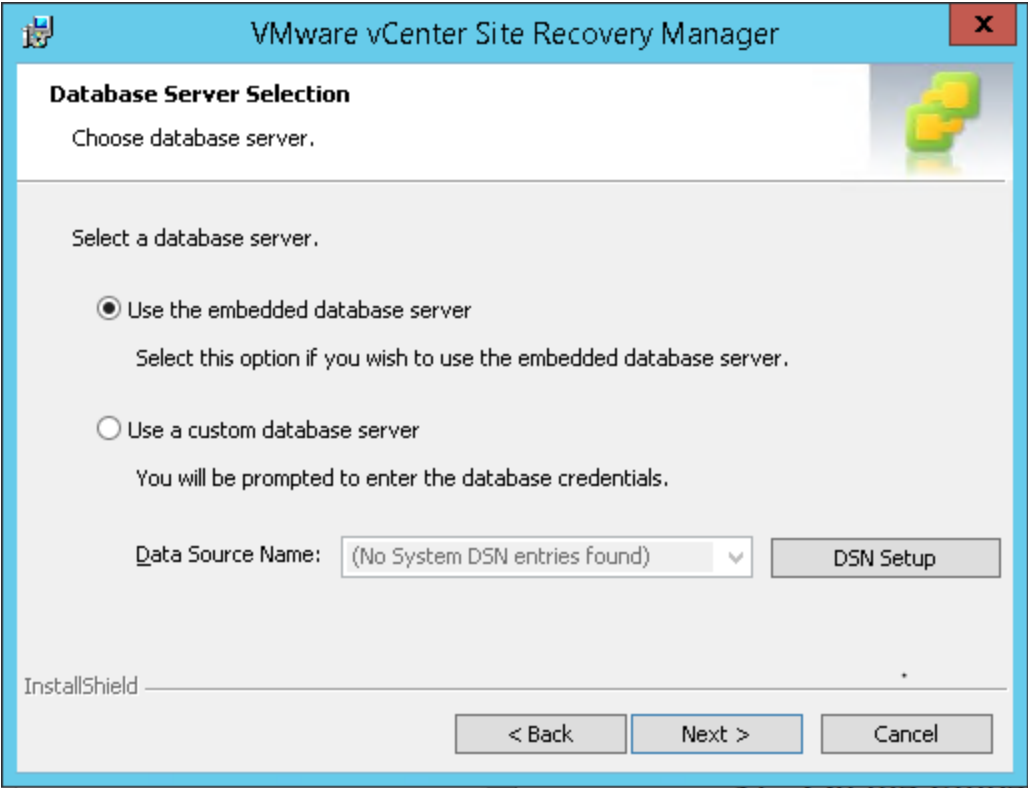 VMware vCenter Site Recovery Manager
Database Server Selection
Choose database server.
Select a database server.
Use the embedded database server
Select this option if you wish to use the embedded database server.
Use a custom database server
You will be prompted to enter the database credentials.
Data Source Name: (No System DSN entries found) DSN Setup
InstallShield
< Back Next > Cancel